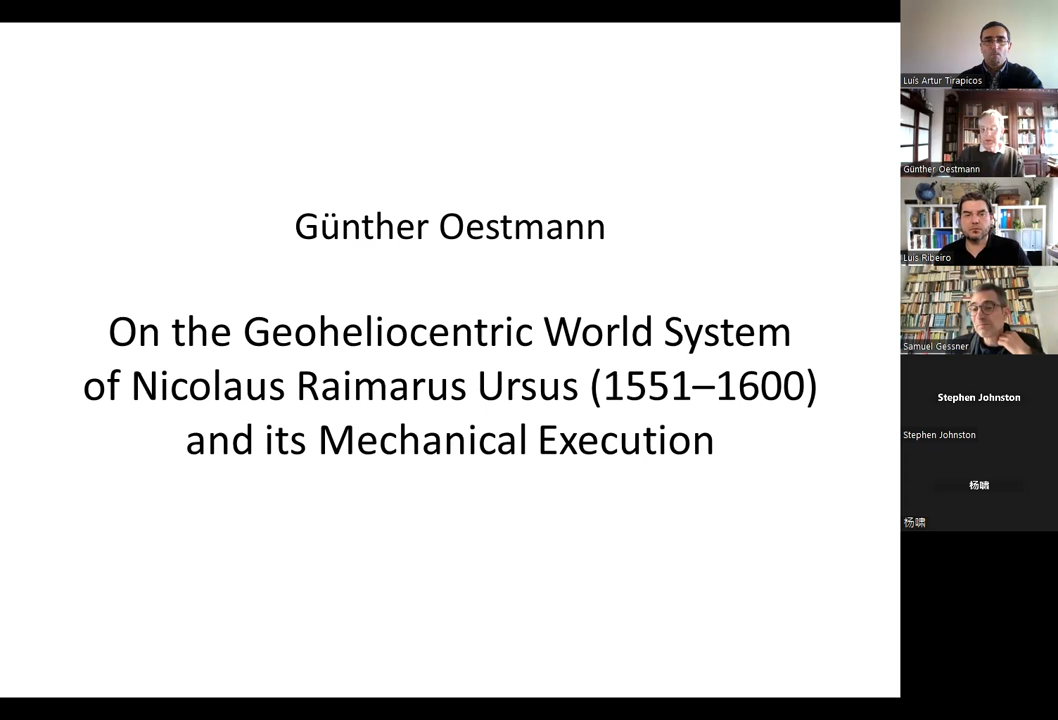 Günther Oestmann
On the Geoheliocentric World System
of Nicolaus Raimarus Ursus (1551–1600)
and its Mechanical Execution
Luís Artur Tirapicos
Günther Oestmann
Luis Ribeiro
Samuel Gessner
Stephen Johnston
Stephen Johnston
杨啸
杨啸